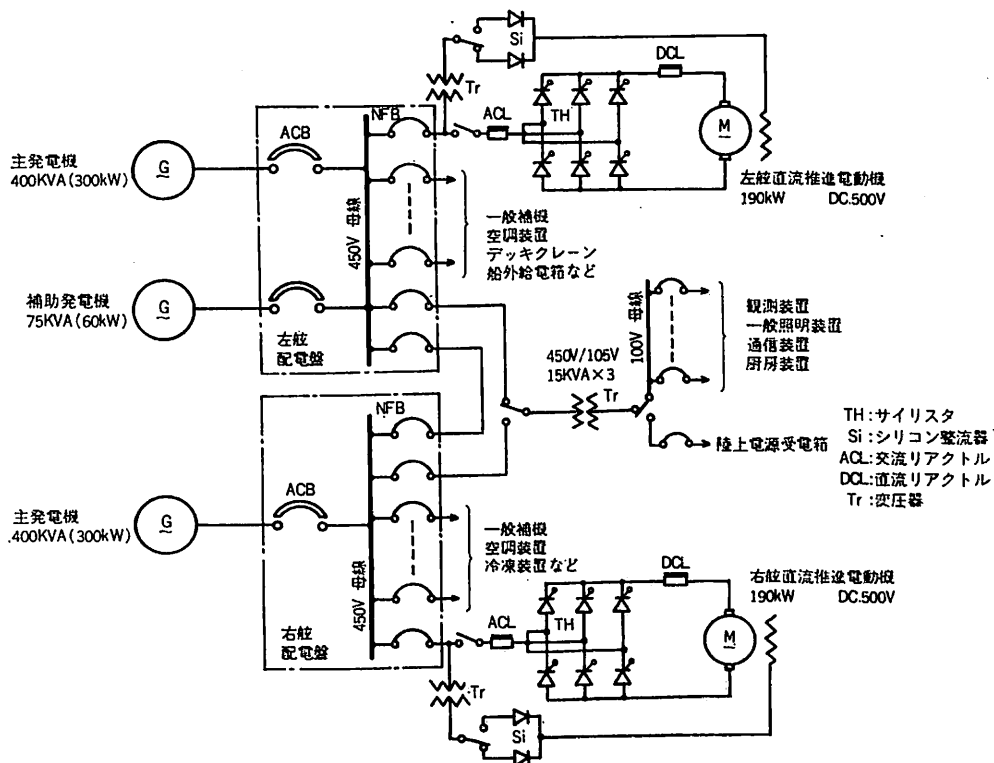 Si
DCL
Tr
NFB
ACL
TH
ACB
M
主発電機
400KVA(300kW)
G
左舷直流推進電動機
190kW DC.500V
450V 母線
一般補機
空調装置
デッキクレーン
船外給電箱など
補助発電機
75KVA(60kW)
G
左舷
配電盤
100V 母線
観測装置
一般照明装置
通信装置
厨房装置
450V/105V
15KVA×3
Tr
NFB
TH:サイリスタ
Si:シリコン整流器
ACL:交流リアクトル
DCL:直流リアクトル
Tr:変圧器
陸上電源受電箱
ACB
主発電機
400KVA(300kW)
G
一般補機
空調装置
冷凍装置など
450V 母線
右舷直流推進電動機
190kW DC.500V
DCL
ACL
TH
M
右舷
配電盤
Tr
Si